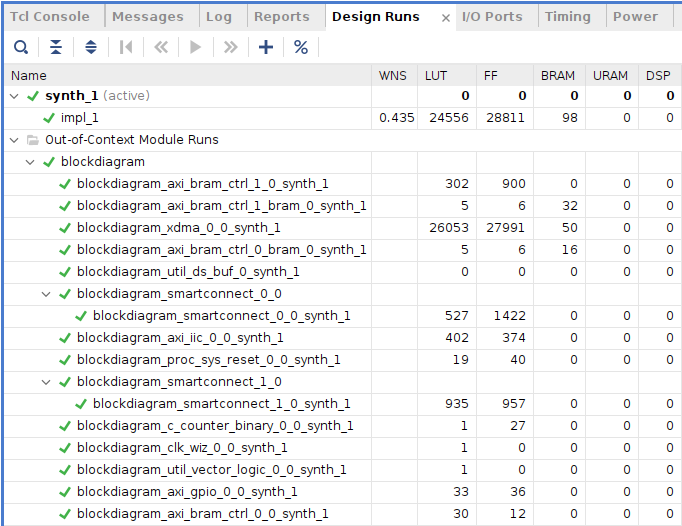 Tcl Console Messages Log Reports Design Runs × I/O Ports Timing Power
%
Name WNS LUT FF BRAM URAM DSP
synth_1 (active) 0 0 0 0 0
impl_1 0.435 24556 28811 98 0 0
Out-of-Context Module Runs
blockdiagram
blockdiagram_axi_bram_ctrl_1_0_synth_1 302 900 0 0 0
blockdiagram_axi_bram_ctrl_1_bram_0_synth_1 5 6 32 0 0
blockdiagram_xdma_0_0_synth_1 26053 27991 50 0 0
blockdiagram_axi_bram_ctrl_0_bram_0_synth_1 5 6 16 0 0
blockdiagram_util_ds_buf_0_synth_1 0 0 0 0 0
blockdiagram_smartconnect_0_0
blockdiagram_smartconnect_0_0_synth_1 527 1422 0 0 0
blockdiagram_axi_iic_0_0_synth_1 402 374 0 0 0
blockdiagram_proc_sys_reset_0_0_synth_1 19 40 0 0 0
blockdiagram_smartconnect_1_0
blockdiagram_smartconnect_1_0_synth_1 935 957 0 0 0
blockdiagram_c_counter_binary_0_0_synth_1 1 27 0 0 0
blockdiagram_clk_wiz_0_0_synth_1 1 0 0 0 0
blockdiagram_util_vector_logic_0_0_synth_1 1 0 0 0 0
blockdiagram_axi_gpio_0_0_synth_1 33 36 0 0 0
blockdiagram_axi_bram_ctrl_0_0_synth_1 30 12 0 0 0